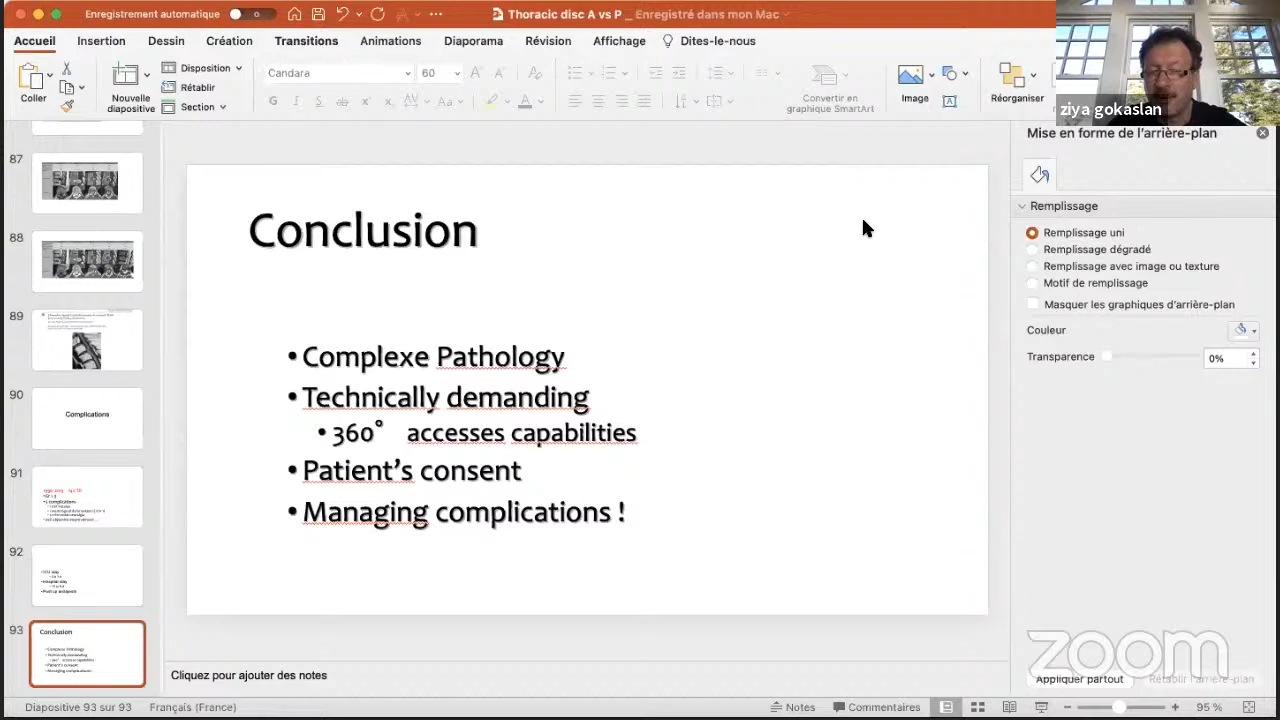 Enregistrement automatique
Thoracic disc A vs P _ Enregistré dans mon Mac
Accueil Insertion Dessin Création Transitions Animations Diaporama Révision Affichage Dites-le-nous
Coller
Nouvelle diapositive
Disposition
Rétablir
Section
Candara 60
G I S ab
Convertir en graphique SmartArt
Image
Réorganiser
ziya gokaslan
Mise en forme de l'arrière-plan
Remplissage
Remplissage uni
Remplissage dégradé
Remplissage avec image ou texture
Motif de remplissage
Masquer les graphiques d'arrière-plan
Couleur
Transparence 0%
87
88
89
90
Complications
91
92
93
Conclusion
Conclusion
• Complexe Pathology
• Technically demanding
• 360° accesses capabilities
• Patient's consent
• Managing complications !
zoom
Appliquer partout Rétablir l'arrière-plan
Cliquez pour ajouter des notes
Diapositive 93 sur 93 Français (France) Notes Commentaires 95 %